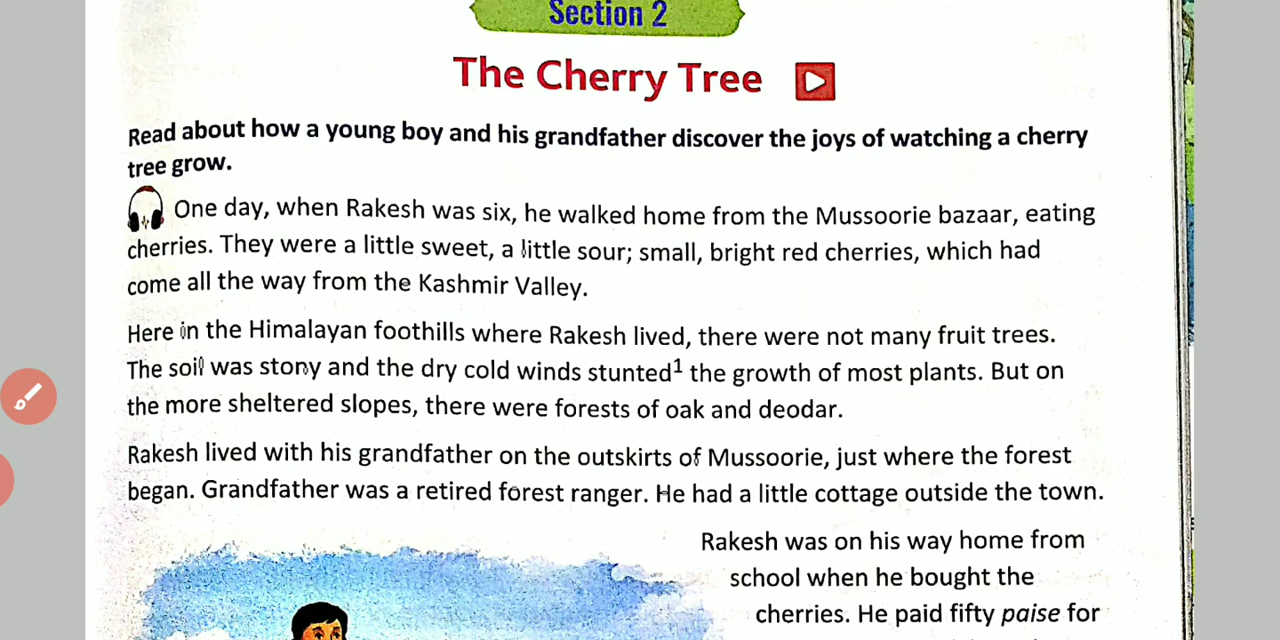 Section 2
The Cherry Tree
Read about how a young boy and his grandfather discover the joys of watching a cherry
tree grow.
One day, when Rakesh was six, he walked home from the Mussoorie bazaar, eating
cherries. They were a little sweet, a little sour; small, bright red cherries, which had
come all the way from the Kashmir Valley.
Here in the Himalayan foothills where Rakesh lived, there were not many fruit trees.
The soil was stony and the dry cold winds stunted¹ the growth of most plants. But on
the more sheltered slopes, there were forests of oak and deodar.
Rakesh lived with his grandfather on the outskirts of Mussoorie, just where the forest
began. Grandfather was a retired forest ranger. He had a little cottage outside the town.
Rakesh was on his way home from
school when he bought the
cherries. He paid fifty paise for